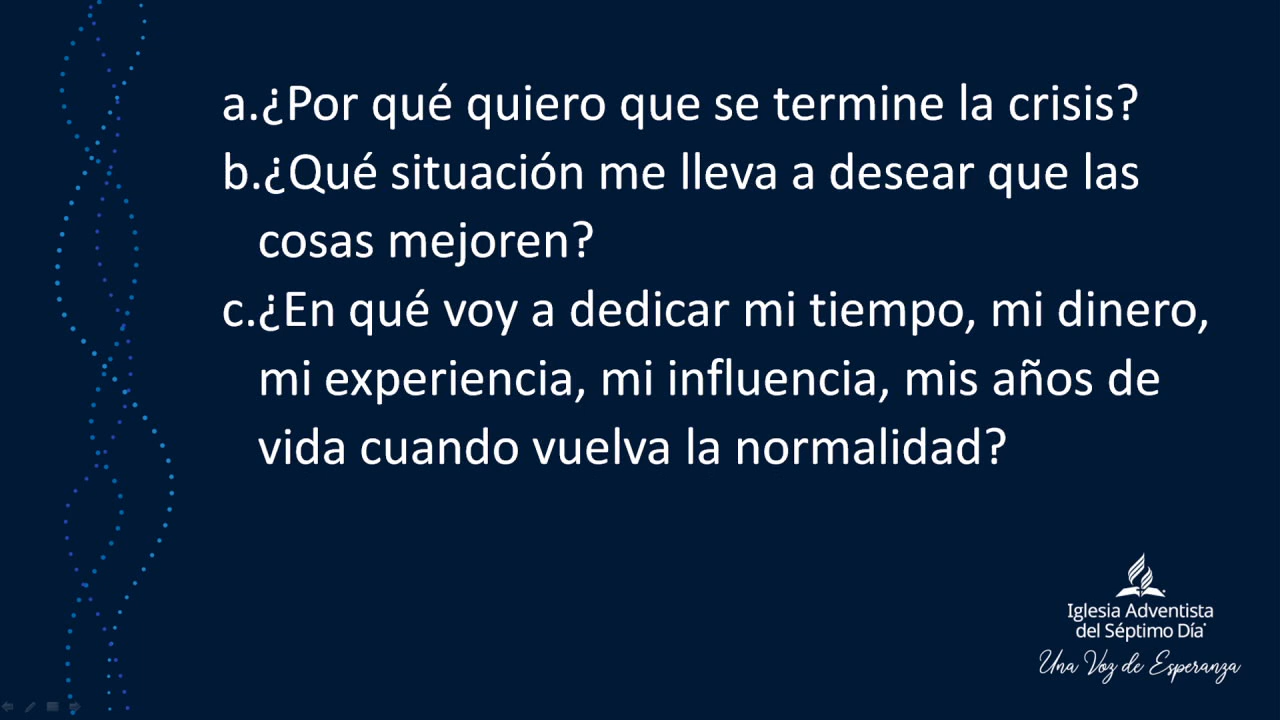 a.¿Por qué quiero que se termine la crisis?
b.¿Qué situación me lleva a desear que las
cosas mejoren?
c.¿En qué voy a dedicar mi tiempo, mi dinero,
mi experiencia, mi influencia, mis años de
vida cuando vuelva la normalidad?
Iglesia Adventista
del Séptimo Día
Una Voz de Esperanza